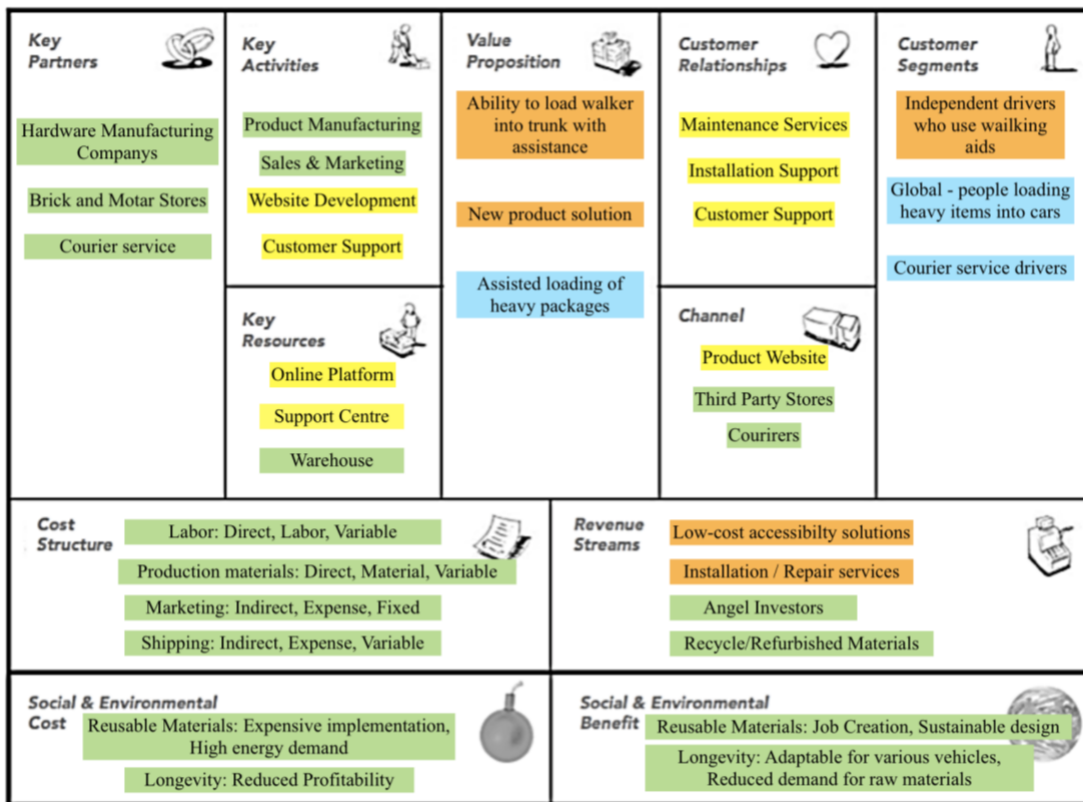 Key
Partners
Hardware Manufacturing
Companys
Brick and Motar Stores
Courier service
Key
Activities
Product Manufacturing
Sales & Marketing
Website Development
Customer Support
Key
Resources
Online Platform
Support Centre
Warehouse
Value
Proposition
Ability to load walker
into trunk with
assistance
New product solution
Assisted loading of
heavy packages
Customer
Relationships
Maintenance Services
Installation Support
Customer Support
Channel
Product Website
Third Party Stores
Courirers
Customer
Segments
Independent drivers
who use wailking
aids
Global - people loading
heavy items into cars
Courier service drivers
Cost
Structure
Labor: Direct, Labor, Variable
Production materials: Direct, Material, Variable
Marketing: Indirect, Expense, Fixed
Shipping: Indirect, Expense, Variable
Revenue
Streams
Low-cost accessibilty solutions
Installation / Repair services
Angel Investors
Recycle/Refurbished Materials
Social & Environmental
Cost
Reusable Materials: Expensive implementation,
High energy demand
Longevity: Reduced Profitability
Social & Environmental
Benefit
Reusable Materials: Job Creation, Sustainable design
Longevity: Adaptable for various vehicles,
Reduced demand for raw materials